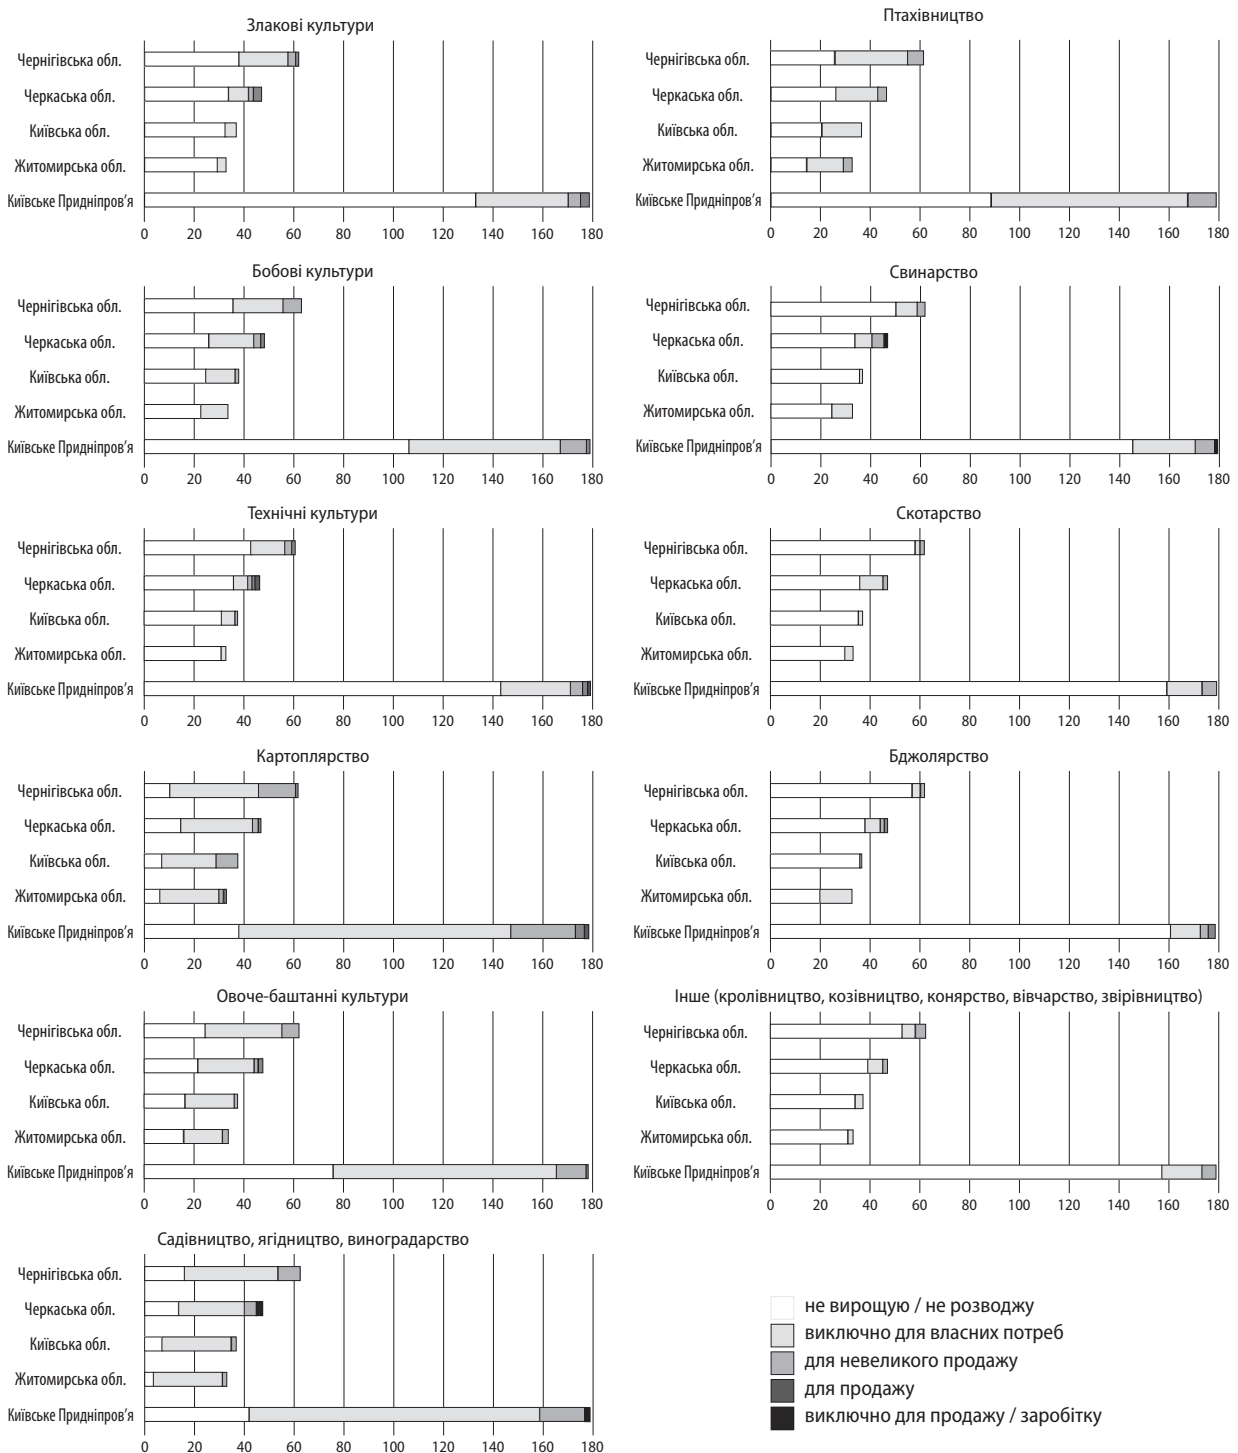 Злакові культури
Чернігівська обл.
Черкаська обл.
Київська обл.
Житомирська обл.
Київське Придніпров’я
0 20 40 60 80 100 120 140 160 180
Бобові культури
Чернігівська обл.
Черкаська обл.
Київська обл.
Житомирська обл.
Київське Придніпров’я
0 20 40 60 80 100 120 140 160 180
Технічні культури
Чернігівська обл.
Черкаська обл.
Київська обл.
Житомирська обл.
Київське Придніпров’я
0 20 40 60 80 100 120 140 160 180
Картоплярство
Чернігівська обл.
Черкаська обл.
Київська обл.
Житомирська обл.
Київське Придніпров’я
0 20 40 60 80 100 120 140 160 180
Овоче-баштанні культури
Чернігівська обл.
Черкаська обл.
Київська обл.
Житомирська обл.
Київське Придніпров’я
0 20 40 60 80 100 120 140 160 180
Садівництво, ягідництво, виноградарство
Чернігівська обл.
Черкаська обл.
Київська обл.
Житомирська обл.
Київське Придніпров’я
0 20 40 60 80 100 120 140 160 180
Птахівництво
Чернігівська обл.
Черкаська обл.
Київська обл.
Житомирська обл.
Київське Придніпров’я
0 20 40 60 80 100 120 140 160 180
Свинарство
Чернігівська обл.
Черкаська обл.
Київська обл.
Житомирська обл.
Київське Придніпров’я
0 20 40 60 80 100 120 140 160 180
Скотарство
Чернігівська обл.
Черкаська обл.
Київська обл.
Житомирська обл.
Київське Придніпров’я
0 20 40 60 80 100 120 140 160 180
Бджолярство
Чернігівська обл.
Черкаська обл.
Київська обл.
Житомирська обл.
Київське Придніпров’я
0 20 40 60 80 100 120 140 160 180
Інше (кролівництво, козівництво, конярство, вівчарство, звірівництво)
Чернігівська обл.
Черкаська обл.
Київська обл.
Житомирська обл.
Київське Придніпров’я
0 20 40 60 80 100 120 140 160 180
не вирощую / не розводжу
виключно для власних потреб
для невеликого продажу
для продажу
виключно для продажу / заробітку